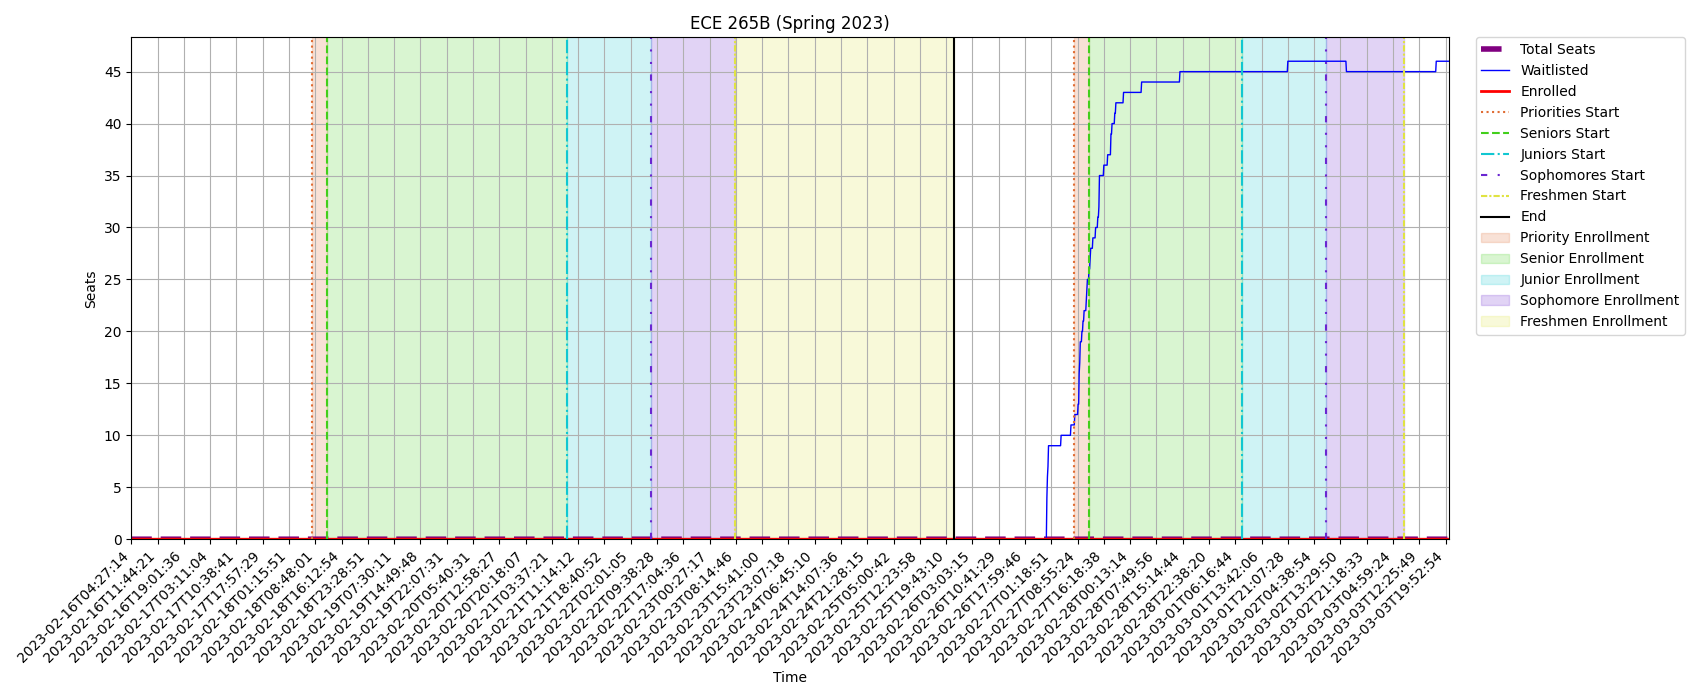 ECE 265B (Spring 2023)
Seats
45
40
35
30
25
20
15
10
5
0
2023-02-16T04:27:14
2023-02-16T11:44:21
2023-02-16T19:01:36
2023-02-17T03:11:04
2023-02-17T10:38:41
2023-02-17T17:57:29
2023-02-18T01:15:51
2023-02-18T08:48:01
2023-02-18T16:12:54
2023-02-18T23:28:51
2023-02-19T07:30:11
2023-02-19T14:49:48
2023-02-19T22:07:31
2023-02-20T05:40:31
2023-02-20T12:58:27
2023-02-20T20:18:07
2023-02-21T03:37:21
2023-02-21T11:14:12
2023-02-21T18:40:52
2023-02-22T02:01:05
2023-02-22T09:38:28
2023-02-22T17:04:36
2023-02-23T00:27:17
2023-02-23T08:14:46
2023-02-23T15:41:00
2023-02-23T23:07:18
2023-02-24T06:45:10
2023-02-24T14:07:36
2023-02-24T21:28:15
2023-02-25T05:00:42
2023-02-25T12:23:58
2023-02-25T19:43:10
2023-02-26T03:03:15
2023-02-26T10:41:29
2023-02-26T17:59:46
2023-02-27T01:18:51
2023-02-27T08:55:24
2023-02-27T16:18:38
2023-02-28T00:13:14
2023-02-28T07:49:56
2023-02-28T15:14:44
2023-02-28T22:38:20
2023-03-01T06:16:44
2023-03-01T13:42:06
2023-03-01T21:07:28
2023-03-02T04:38:54
2023-03-02T13:29:50
2023-03-02T21:18:33
2023-03-03T04:59:24
2023-03-03T12:25:49
2023-03-03T19:52:54
Time
Total Seats
Waitlisted
Enrolled
Priorities Start
Seniors Start
Juniors Start
Sophomores Start
Freshmen Start
End
Priority Enrollment
Senior Enrollment
Junior Enrollment
Sophomore Enrollment
Freshmen Enrollment